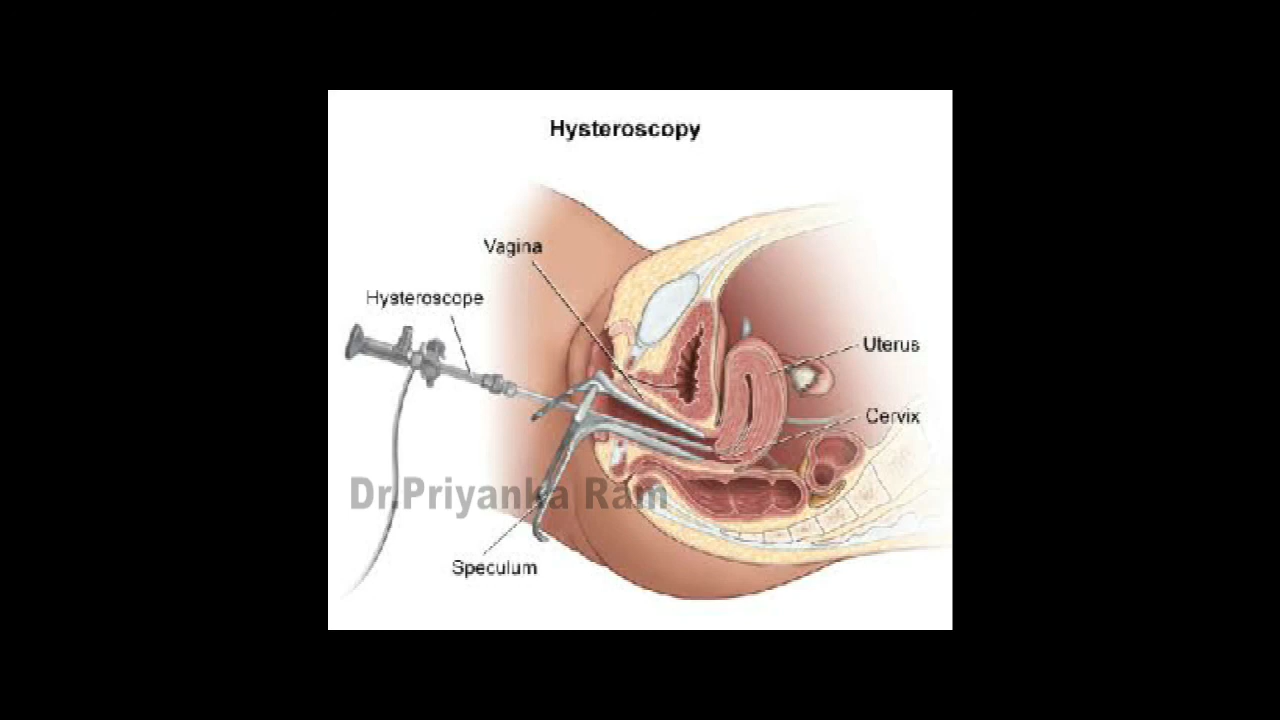 Hysteroscopy
Vagina
Hysteroscope
Uterus
Cervix
Dr.Priyanka Ram
Speculum